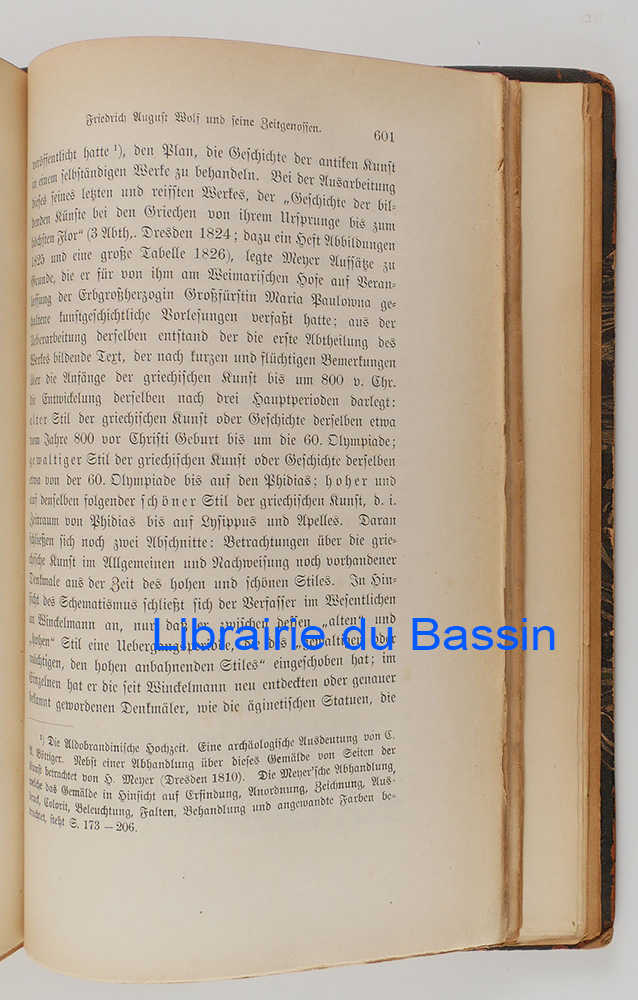 Friedrich August Wolf und seine Zeitgenossen.
601
veröffentlicht hatte ¹), den Plan, die Geschichte der antiken Kunst
in einem selbständigen Werke zu behandeln. Bei der Ausarbeitung
dieses seines letzten und reifsten Werkes, der „Geschichte der bil-
denden Künste bei den Griechen von ihrem Ursprunge bis zum
höchsten Flor“ (3 Abth,. Dresden 1824; dazu ein Heft Abbildungen
1825 und eine große Tabelle 1826), legte Meyer Aufsätze zu
Grunde, die er für von ihm am Weimarischen Hofe auf Veran-
lassung der Erbgroßherzogin Großfürstin Maria Paulowna ge-
haltene kunstgeschichtliche Vorlesungen verfaßt hatte; aus der
Ueberarbeitung derselben entstand der die erste Abtheilung des
Werkes bildende Text, der nach kurzen und flüchtigen Bemerkungen
über die Anfänge der griechischen Kunst bis um 800 v. Chr.
die Entwickelung derselben nach drei Hauptperioden darlegt:
alter Stil der griechischen Kunst oder Geschichte derselben etwa
vom Jahre 800 vor Christi Geburt bis um die 60. Olympiade;
gewaltiger Stil der griechischen Kunst oder Geschichte derselben
etwa von der 60. Olympiade bis auf den Phidias; hoher und
auf denselben folgender schöner Stil der griechischen Kunst, d. i.
Zeitraum von Phidias bis auf Lysippus und Apelles. Daran
schließen sich noch zwei Abschnitte: Betrachtungen über die grie-
chische Kunst im Allgemeinen und Nachweisung noch vorhandener
Denkmale aus der Zeit des hohen und schönen Stiles. In Hin-
sicht des Schematismus schließt sich der Verfasser im Wesentlichen
an Winckelmann an, nur daß er zwischen dessen „alten“ und
„hohen“ Stil eine Uebergangsperiode, die des „gewaltigen oder
mächtigen, den hohen anbahnenden Stiles“ eingeschoben hat; im
Einzelnen hat er die seit Winckelmann neu entdeckten oder genauer
bekannt gewordenen Denkmäler, wie die äginetischen Statuen, die
¹) Die Aldobrandinische Hochzeit. Eine archäologische Ausdeutung von C.
A. Böttiger. Nebst einer Abhandlung über dieses Gemälde von Seiten der
Kunst betrachtet von H. Meyer (Dresden 1810). Die Meyer'sche Abhandlung,
welche das Gemälde in Hinsicht auf Erfindung, Anordnung, Zeichnung, Aus-
druck, Colorit, Beleuchtung, Falten, Behandlung und angewandte Farben be-
trachtet, steht S. 173—206.
Librairie du Bassin